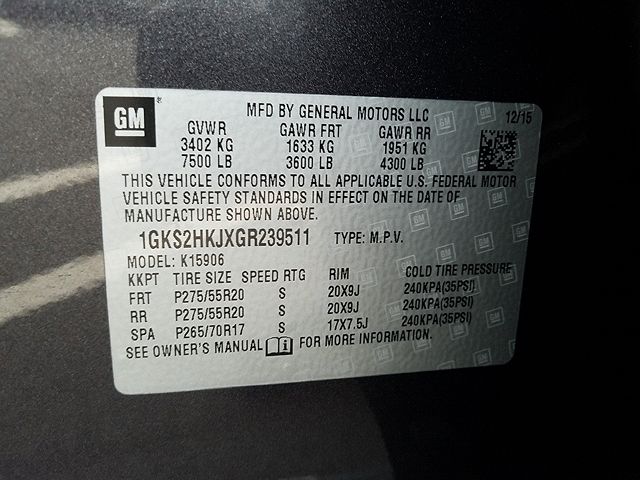 GM ® MFD BY GENERAL MOTORS LLC 12/15
GVWR GAWR FRT GAWR RR
3402 KG 1633 KG 1951 KG
7500 LB 3600 LB 4300 LB
THIS VEHICLE CONFORMS TO ALL APPLICABLE U.S. FEDERAL MOTOR
VEHICLE SAFETY STANDARDS IN EFFECT ON THE DATE OF
MANUFACTURE SHOWN ABOVE.
1GKS2HKJXGR239511 TYPE: M.P.V.
MODEL: K15906
KKPT TIRE SIZE SPEED RTG RIM COLD TIRE PRESSURE
FRT P275/55R20 S 20X9J 240KPA(35PSI)
RR P275/55R20 S 20X9J 240KPA(35PSI)
SPA P265/70R17 S 17X7.5J 240KPA(35PSI)
SEE OWNER'S MANUAL FOR MORE INFORMATION.